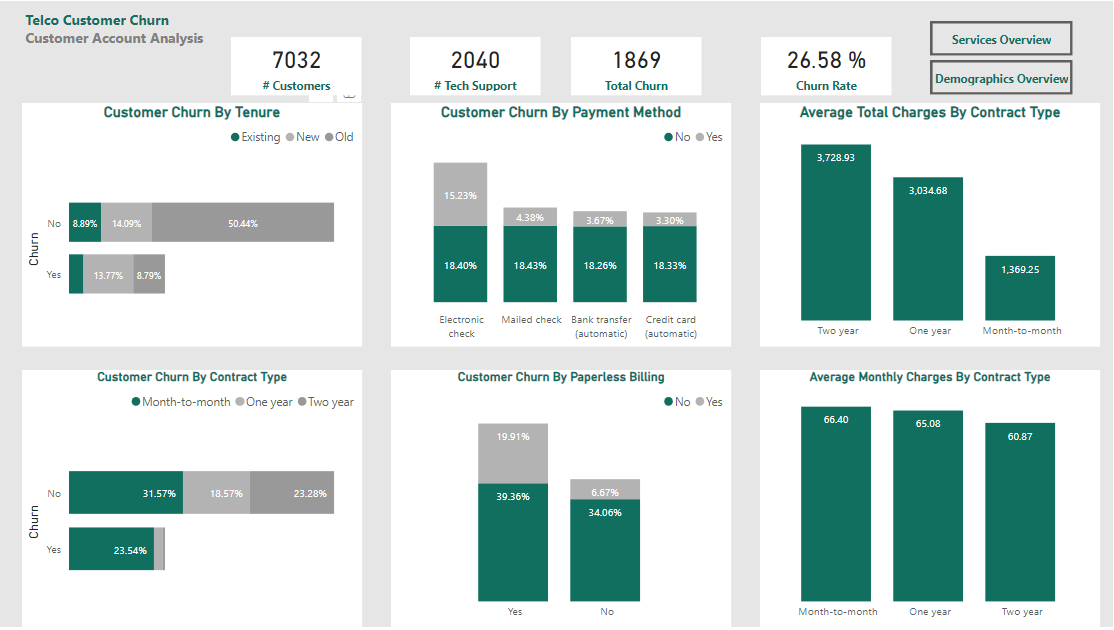 Telco Customer Churn
Customer Account Analysis
7032
# Customers
2040
# Tech Support
1869
Total Churn
26.58 %
Churn Rate
Services Overview
Demographics Overview
Customer Churn By Tenure
Existing New Old
Churn
No
8.89% 14.09% 50.44%
Yes
13.77% 8.79%
Customer Churn By Payment Method
No Yes
15.23% 4.38% 3.67% 3.30%
18.40% 18.43% 18.26% 18.33%
Electronic check
Mailed check
Bank transfer (automatic)
Credit card (automatic)
Average Total Charges By Contract Type
3,728.93
3,034.68
1,369.25
Two year One year Month-to-month
Customer Churn By Contract Type
Month-to-month One year Two year
Churn
No
31.57% 18.57% 23.28%
Yes
23.54%
Customer Churn By Paperless Billing
No Yes
19.91%
6.67%
39.36%
34.06%
Yes No
Average Monthly Charges By Contract Type
66.40 65.08 60.87
Month-to-month One year Two year